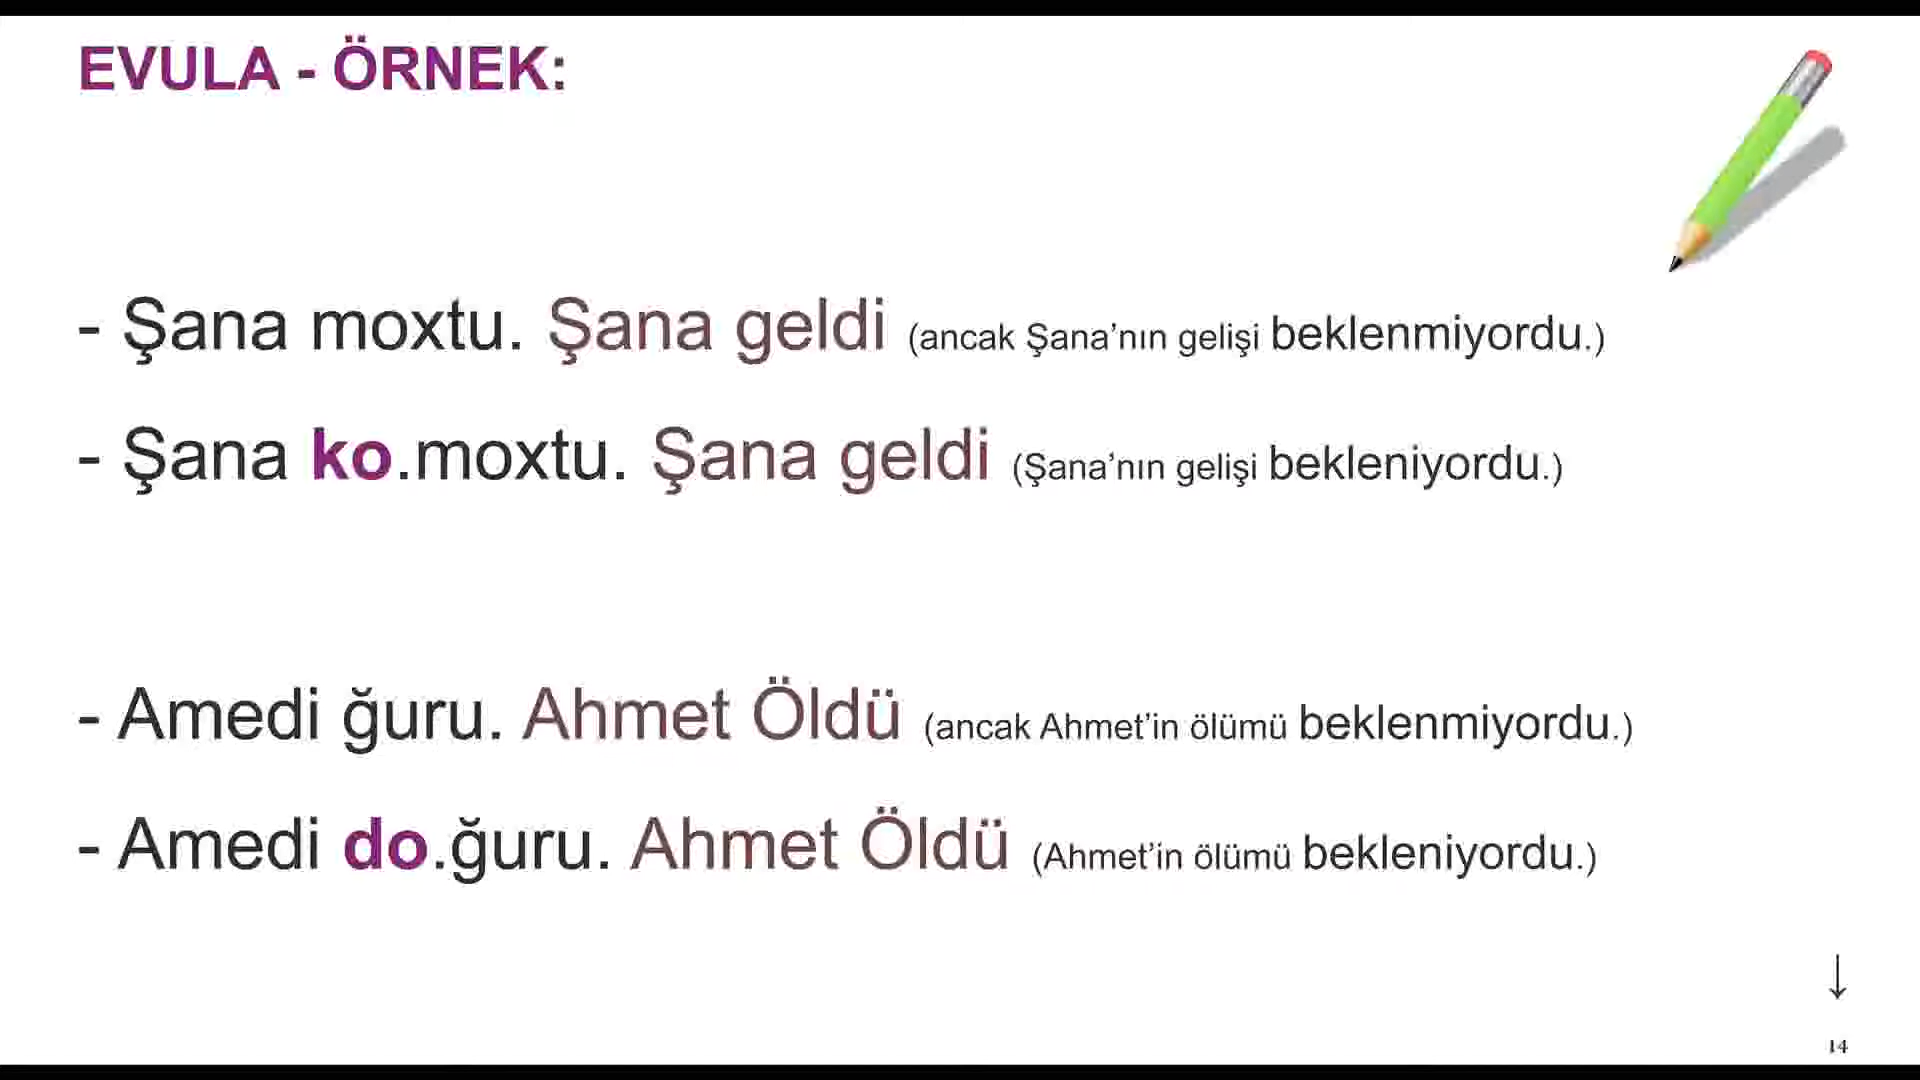 EVULA - ÖRNEK:
- Şana moxtu. Şana geldi (ancak Şana’nın gelişi beklenmiyordu.)
- Şana ko.moxtu. Şana geldi (Şana’nın gelişi bekleniyordu.)
- Amedi ğuru. Ahmet Öldü (ancak Ahmet’in ölümü beklenmiyordu.)
- Amedi do.ğuru. Ahmet Öldü (Ahmet’in ölümü bekleniyordu.)
↓
14